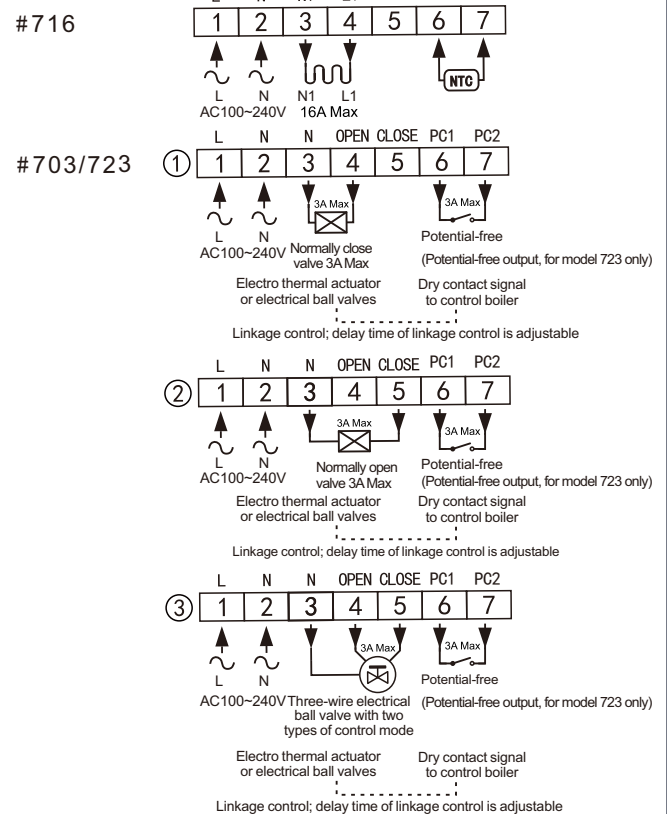 #716
1 2 3 4 5 6 7
NTC
L N N1 L1
AC100~240V 16A Max
#703/723
①
L N N OPEN CLOSE PC1 PC2
1 2 3 4 5 6 7
3A Max 3A Max
L N
AC100~240V
Normally close
valve 3A Max
Potential-free
(Potential-free output, for model 723 only)
Electro thermal actuator
or electrical ball valves
Dry contact signal
to control boiler
Linkage control; delay time of linkage control is adjustable
②
L N N OPEN CLOSE PC1 PC2
1 2 3 4 5 6 7
3A Max 3A Max
L N
AC100~240V
Normally open
valve 3A Max
Potential-free
(Potential-free output, for model 723 only)
Electro thermal actuator
or electrical ball valves
Dry contact signal
to control boiler
Linkage control; delay time of linkage control is adjustable
③
L N N OPEN CLOSE PC1 PC2
1 2 3 4 5 6 7
3A Max 3A Max
L N
AC100~240V
Three-wire electrical
ball valve with two
types of control mode
Potential-free
(Potential-free output, for model 723 only)
Electro thermal actuator
or electrical ball valves
Dry contact signal
to control boiler
Linkage control; delay time of linkage control is adjustable